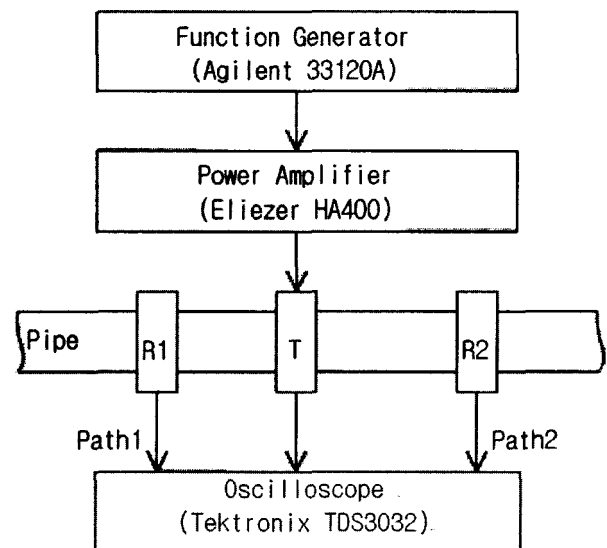 Function Generator
(Agilent 33120A)
Power Amplifier
(Eliezer HA400)
Pipe
R1
T
R2
Path1
Path2
Oscilloscope
(Tektronix TDS3032)